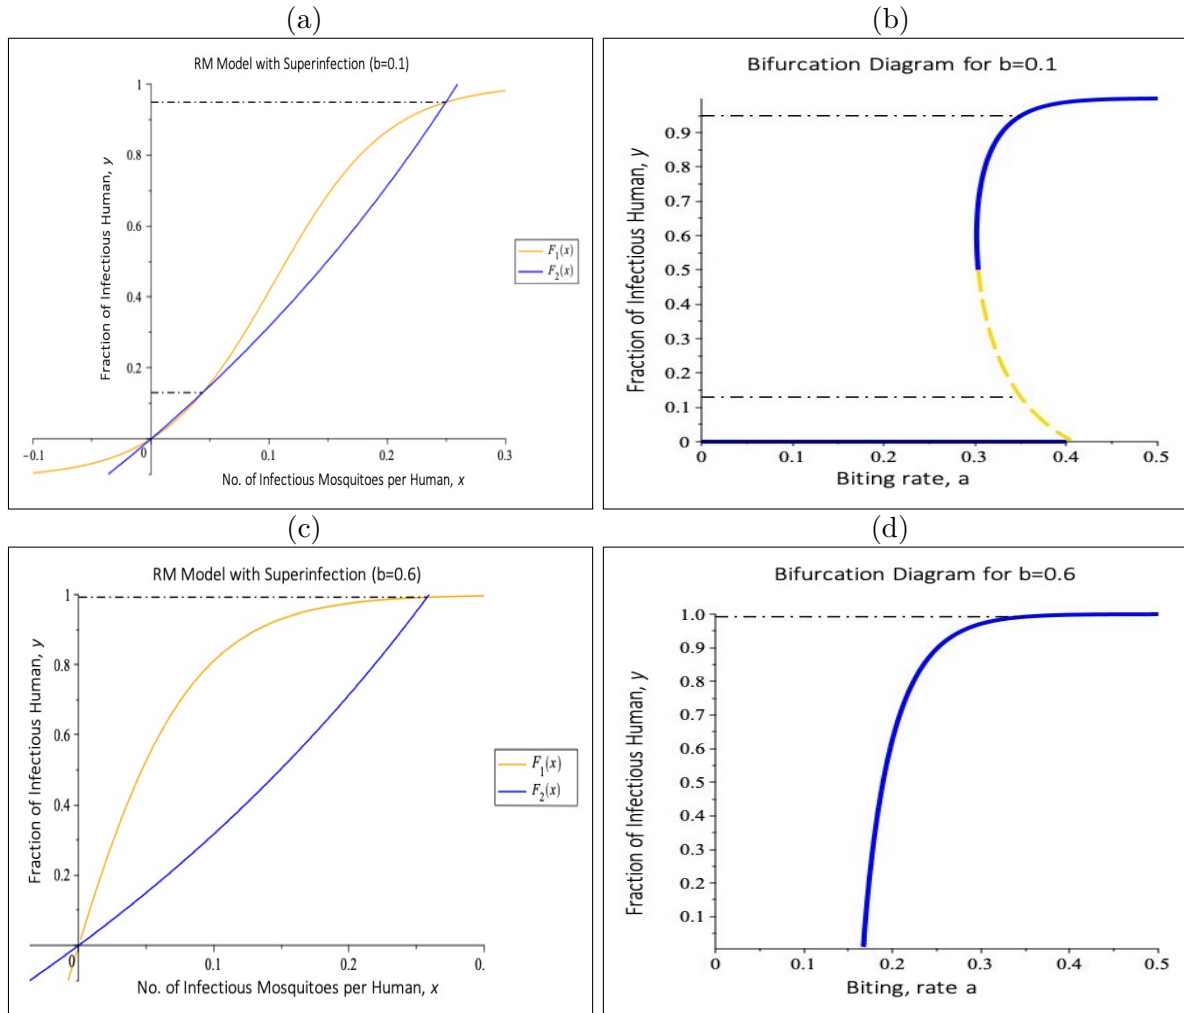 (a)
RM Model with Superinfection (b=0.1)
1
0.8
0.6
0.4
0.2
−0.1
0
0.1
0.2
0.3
Fraction of Infectious Human, y
No. of Infectious Mosquitoes per Human, x
F1(x)
F2(x)
(b)
Bifurcation Diagram for b=0.1
0.9
0.8
0.7
0.6
0.5
0.4
0.3
0.2
0.1
0
0
0.1
0.2
0.3
0.4
0.5
Fraction of Infectious Human, y
Biting rate, a
(c)
RM Model with Superinfection (b=0.6)
1
0.8
0.6
0.4
0.2
0
0.1
0.2
0.
Fraction of Infectious Human, y
No. of Infectious Mosquitoes per Human, x
F1(x)
F2(x)
(d)
Bifurcation Diagram for b=0.6
1.0
0.9
0.8
0.7
0.6
0.5
0.4
0.3
0.2
0.1
0
0.1
0.2
0.3
0.4
0.5
Fraction of Infectious Human, y
Biting, rate a